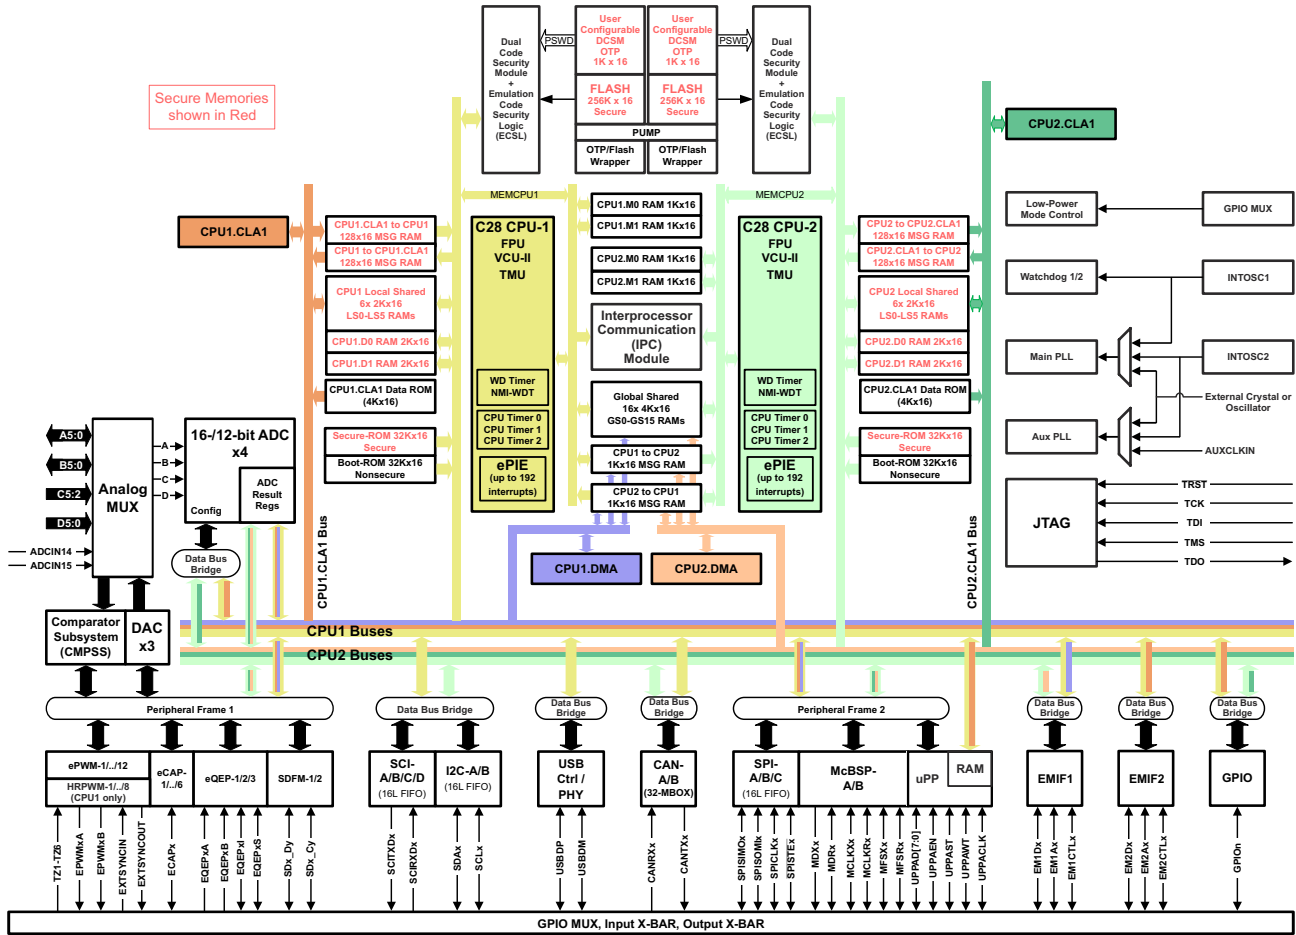 User
Configurable
DCSM
OTP
1K x 16
User
Configurable
DCSM
OTP
1K x 16
PSWD
PSWD
Dual
Code
Security
Module
+
Emulation
Code
Security
Logic
(ECSL)
Dual
Code
Security
Module
+
Emulation
Code
Security
Logic
(ECSL)
FLASH
256K x 16
Secure
FLASH
256K x 16
Secure
PUMP
OTP/Flash
Wrapper
OTP/Flash
Wrapper
Secure Memories
shown in Red
CPU2.CLA1
MEMCPU1
MEMCPU2
CPU1.CLA1
CPU1.CLA1 to CPU1
128x16 MSG RAM
CPU1 to CPU1.CLA1
128x16 MSG RAM
CPU1 Local Shared
6x 2Kx16
LS0-LS5 RAMs
CPU1.D0 RAM 2Kx16
CPU1.D1 RAM 2Kx16
CPU1.CLA1 Data ROM
(4Kx16)
Secure-ROM 32Kx16
Secure
Boot-ROM 32Kx16
Nonsecure
C28 CPU-1
FPU
VCU-II
TMU
WD Timer
NMI-WDT
CPU Timer 0
CPU Timer 1
CPU Timer 2
ePIE
(up to 192
interrupts)
CPU1.M0 RAM 1Kx16
CPU1.M1 RAM 1Kx16
CPU2.M0 RAM 1Kx16
CPU2.M1 RAM 1Kx16
Interprocessor
Communication
(IPC)
Module
Global Shared
16x 4Kx16
GS0-GS15 RAMs
CPU1 to CPU2
1Kx16 MSG RAM
CPU2 to CPU1
1Kx16 MSG RAM
C28 CPU-2
FPU
VCU-II
TMU
WD Timer
NMI-WDT
CPU Timer 0
CPU Timer 1
CPU Timer 2
ePIE
(up to 192
interrupts)
CPU2 to CPU2.CLA1
128x16 MSG RAM
CPU2.CLA1 to CPU2
128x16 MSG RAM
CPU2 Local Shared
6x 2Kx16
LS0-LS5 RAMs
CPU2.D0 RAM 2Kx16
CPU2.D1 RAM 2Kx16
CPU2.CLA1 Data ROM
(4Kx16)
Secure-ROM 32Kx16
Secure
Boot-ROM 32Kx16
Nonsecure
Low-Power
Mode Control
GPIO MUX
Watchdog 1/2
INTOSC1
Main PLL
INTOSC2
External Crystal or
Oscillator
Aux PLL
AUXCLKIN
JTAG
TRST
TCK
TDI
TMS
TDO
A5:0
B5:0
C5:2
D5:0
ADCIN14
ADCIN15
Analog
MUX
A
B
C
D
16-/12-bit ADC
x4
ADC
Result
Regs
Config
Data Bus
Bridge
CPU1.CLA1 Bus
CPU2.CLA1 Bus
CPU1.DMA
CPU2.DMA
Comparator
Subsystem
(CMPSS)
DAC
x3
CPU1 Buses
CPU2 Buses
Peripheral Frame 1
Data Bus Bridge
Data Bus
Bridge
Data Bus
Bridge
Peripheral Frame 2
Data Bus
Bridge
Data Bus
Bridge
Data Bus
Bridge
ePWM-1/../12
HRPWM-1/../8
(CPU1 only)
eCAP-
1/../6
eQEP-1/2/3
SDFM-1/2
SCI-
A/B/C/D
(16L FIFO)
I2C-A/B
(16L FIFO)
USB
Ctrl /
PHY
CAN-
A/B
(32-MBOX)
SPI-
A/B/C
(16L FIFO)
McBSP-
A/B
uPP
RAM
EMIF1
EMIF2
GPIO
TZ1-TZ6
EPWMxA
EPWMxB
EXTSYNCIN
EXTSYNCOUT
ECAPx
EQEPxA
EQEPxB
EQEPxI
EQEPxS
SDx_Dy
SDx_Cy
SCITXDx
SCIRXDx
SDAx
SCLx
USBDP
USBDM
CANRXx
CANTXx
SPISIMOx
SPISOMIx
SPICLKx
SPISTEx
MDXx
MDRx
MCLKXx
MCLKRx
MFSXx
MFSRx
UPPAD[7:0]
UPPAEN
UPPAST
UPPAWT
UPPACLK
EM1Dx
EM1Ax
EM1CTLx
EM2Dx
EM2Ax
EM2CTLx
GPIOn
GPIO MUX, Input X-BAR, Output X-BAR